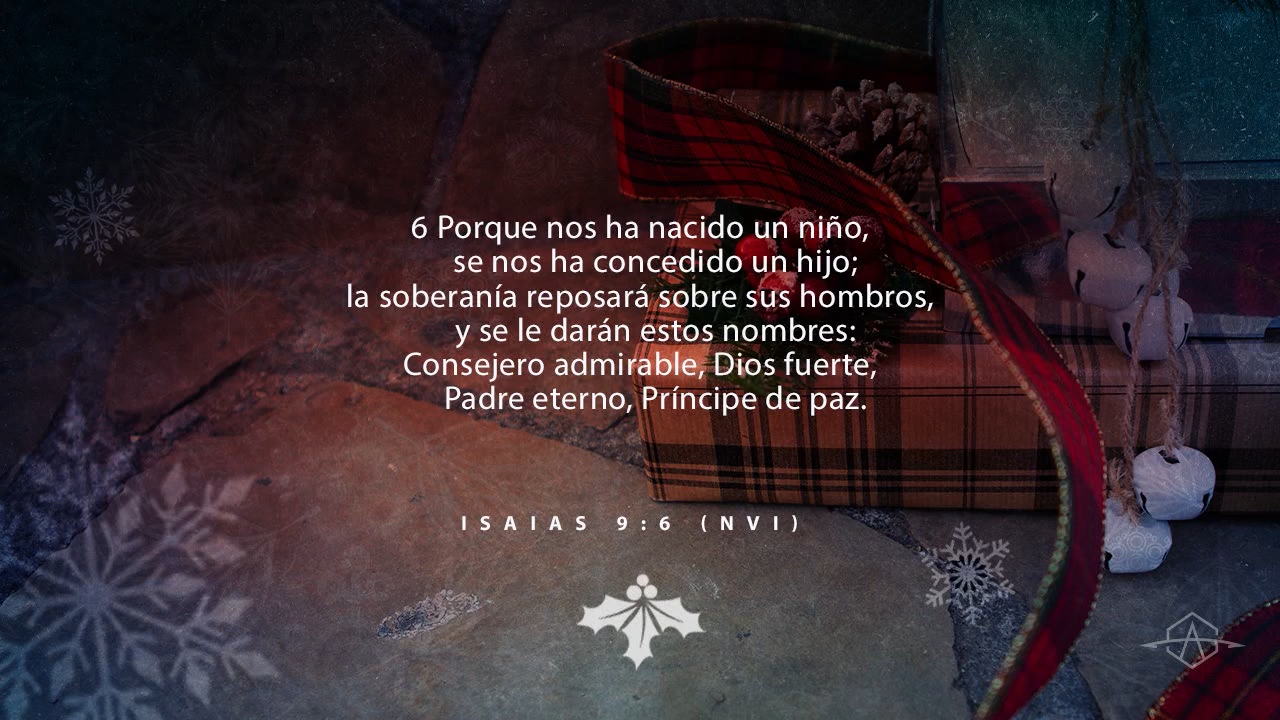 6 Porque nos ha nacido un niño,
se nos ha concedido un hijo;
la soberanía reposará sobre sus hombros,
y se le darán estos nombres:
Consejero admirable, Dios fuerte,
Padre eterno, Príncipe de paz.
ISAIAS 9:6 (NVI)